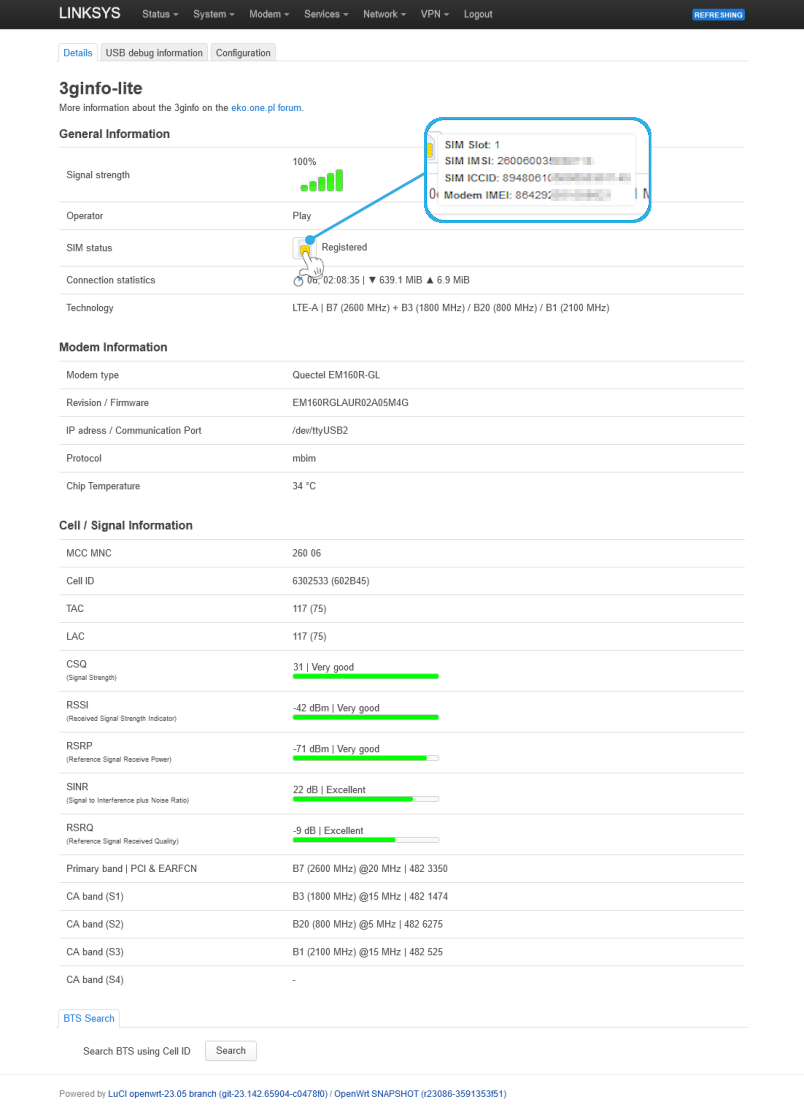 LINKSYS Status System Modem Services Network VPN Logout REFRESHING
Details USB debug information Configuration
3ginfo-lite
More information about the 3ginfo on the eko.one.pl forum.
General Information
SIM Slot: 1
SIM IMSI: 260600035
SIM ICCID: 89480610
Modem IMEI: 864292
Signal strength 100%
Operator Play
SIM status Registered
Connection statistics 02:08:35 | ▼ 639.1 MiB ▲ 6.9 MiB
Technology LTE-A | B7 (2600 MHz) + B3 (1800 MHz) / B20 (800 MHz) / B1 (2100 MHz)
Modem Information
Modem type Quectel EM160R-GL
Revision / Firmware EM160RGLAUR02A05M4G
IP adress / Communication Port /dev/ttyUSB2
Protocol mbim
Chip Temperature 34 °C
Cell / Signal Information
MCC MNC 260 06
Cell ID 6302533 (602B45)
TAC 117 (75)
LAC 117 (75)
CSQ 31 | Very good
(Signal Strength)
RSSI -42 dBm | Very good
(Received Signal Strength Indicator)
RSRP -71 dBm | Very good
(Reference Signal Receive Power)
SINR 22 dB | Excellent
(Signal to Interference plus Noise Ratio)
RSRQ -9 dB | Excellent
(Reference Signal Received Quality)
Primary band | PCI & EARFCN B7 (2600 MHz) @20 MHz | 482 3350
CA band (S1) B3 (1800 MHz) @15 MHz | 482 1474
CA band (S2) B20 (800 MHz) @5 MHz | 482 6275
CA band (S3) B1 (2100 MHz) @15 MHz | 482 525
CA band (S4) -
BTS Search
Search BTS using Cell ID Search
Powered by LuCI openwrt-23.05 branch (git-23.142.65904-c0478f0) / OpenWrt SNAPSHOT (r23086-3591353f51)